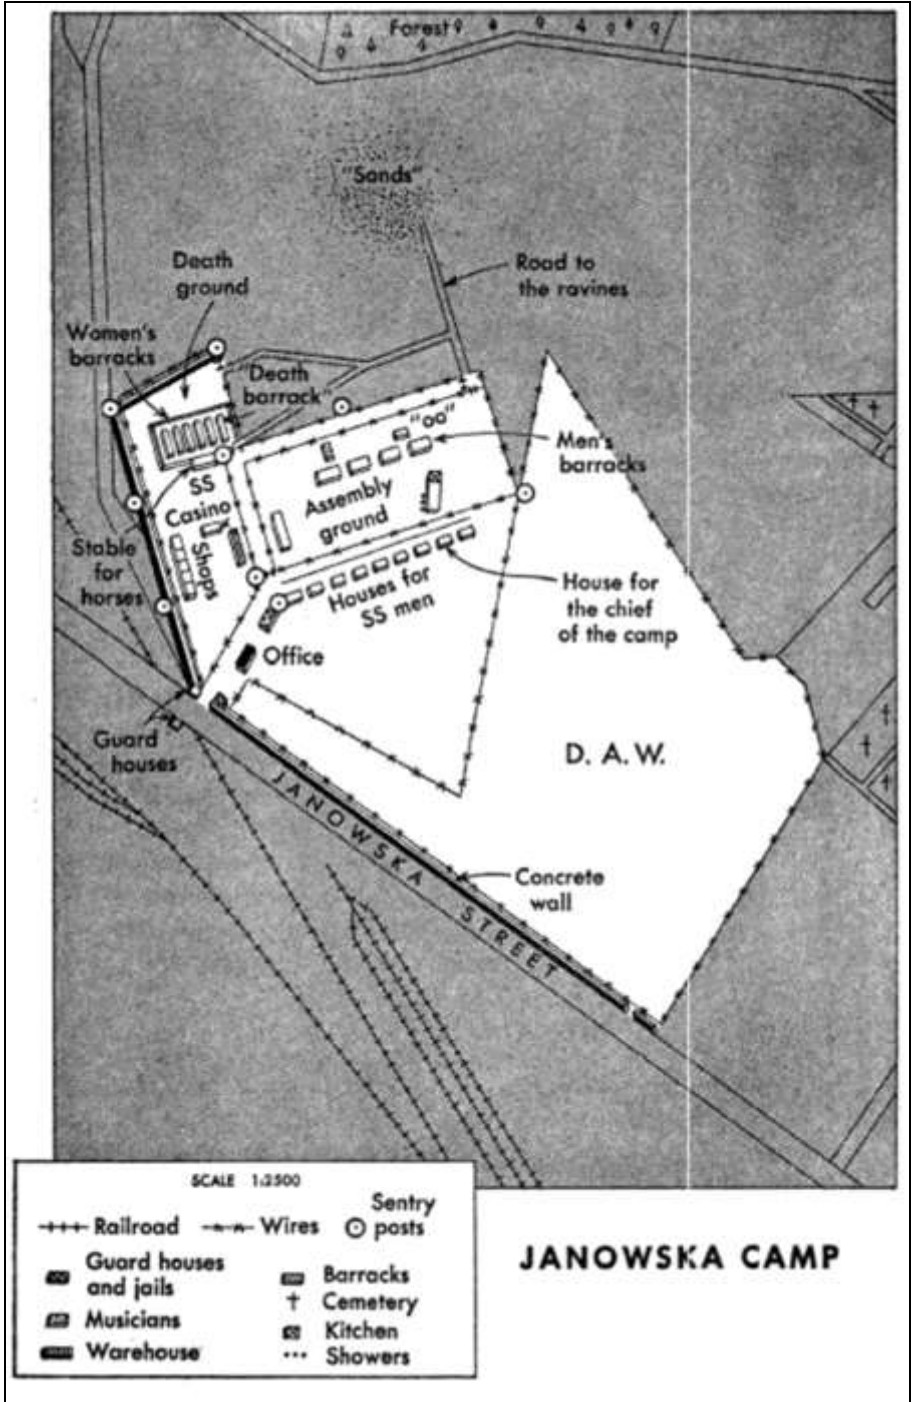 Forest
"Sands"
Death
ground
Road to
the ravines
Women's
barracks
"Death
barrack"
"oo"
Men's
barracks
SS
Casino
Assembly
ground
Shops
Stable
for
horses
Houses for
SS men
House for
the chief
of the camp
Office
Guard
houses
D. A. W.
JANOWSKA STREET
Concrete
wall
SCALE 1:2500
Railroad
Wires
Sentry
posts
Guard houses
and jails
Musicians
Warehouse
Barracks
Cemetery
Kitchen
Showers
JANOWSKA CAMP